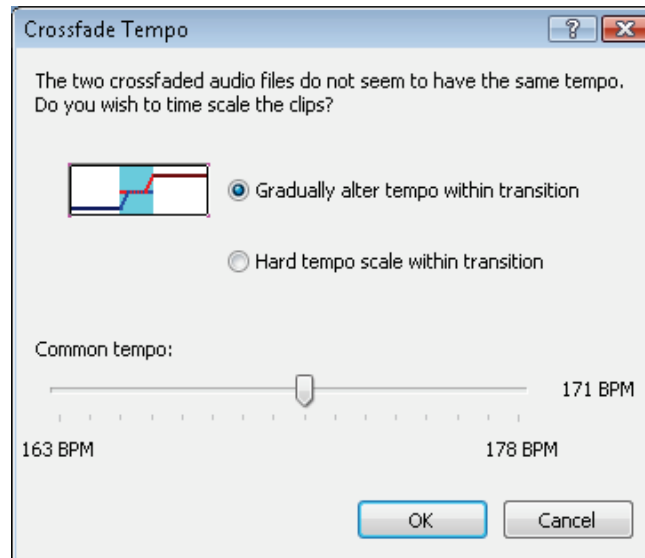 Crossfade Tempo
The two crossfaded audio files do not seem to have the same tempo.
Do you wish to time scale the clips?
Gradually alter tempo within transition
Hard tempo scale within transition
Common tempo:
171 BPM
163 BPM 178 BPM
OK Cancel